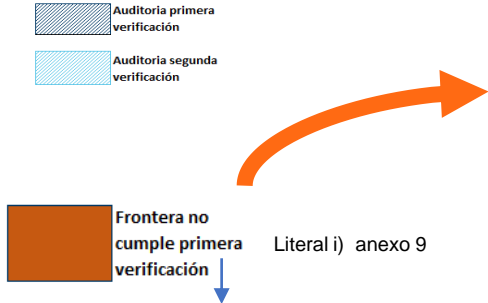 Auditoria primera
verificación
Auditoria segunda
verificación
Frontera no
cumple primera
verificación
Literal i) anexo 9